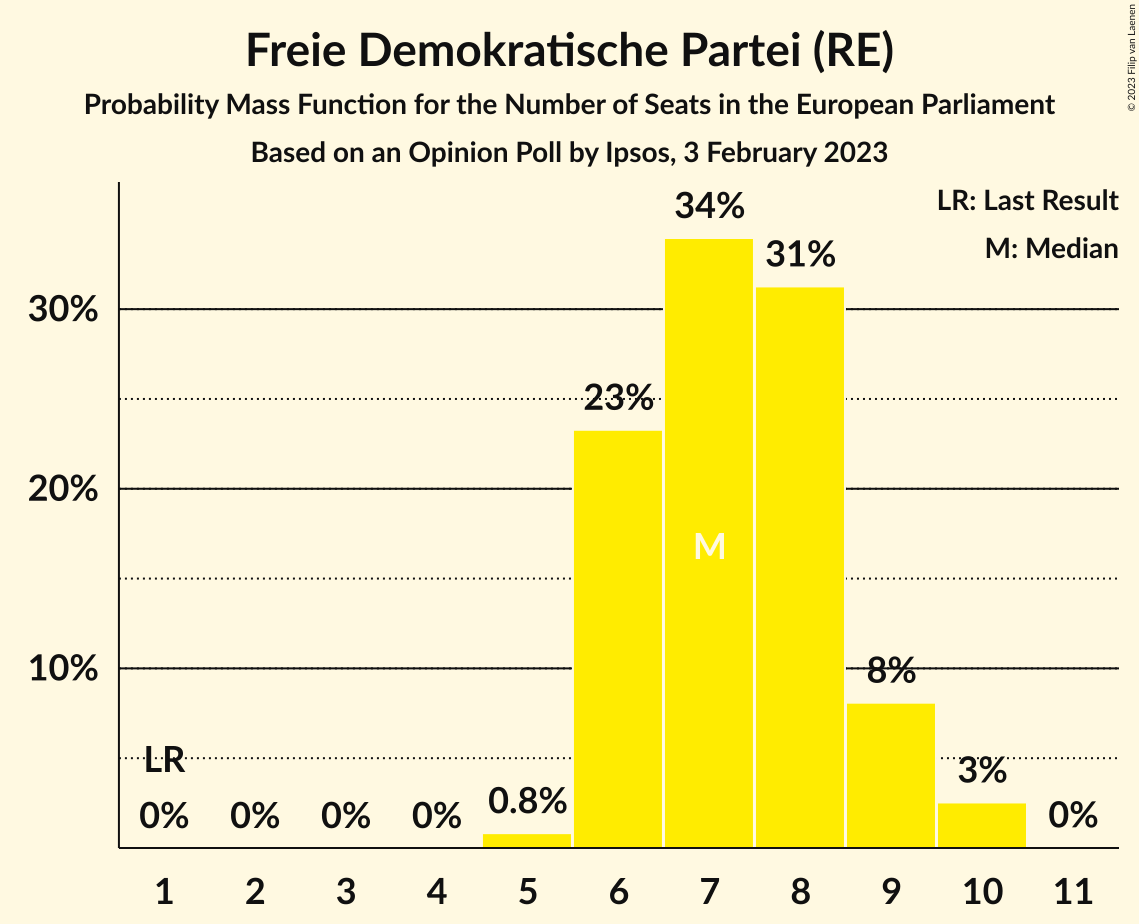 Freie Demokratische Partei (RE)
Probability Mass Function for the Number of Seats in the European Parliament
Based on an Opinion Poll by Ipsos, 3 February 2023
© 2023 Filip van Laenen
LR: Last Result
M: Median
34%
31%
30%
23%
20%
M
10%
8%
LR
3%
0%
0%
0%
0%
0.8%
0%
1 2 3 4 5 6 7 8 9 10 11